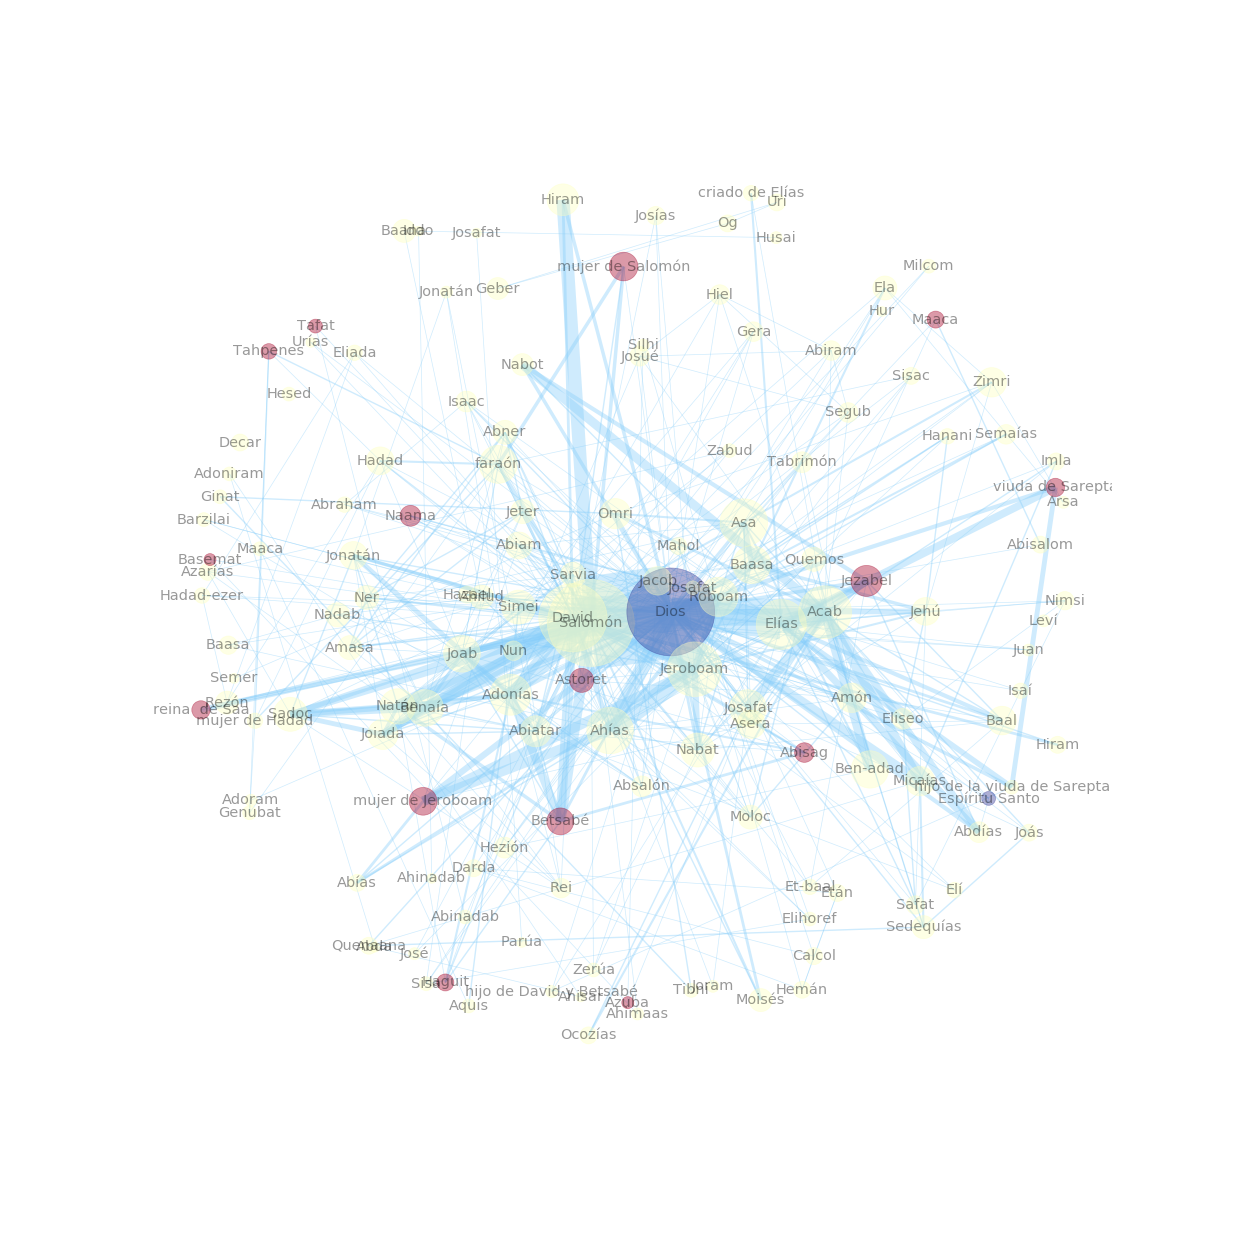 criado de Elías
Uri
Hiram
Josías
Og
Husai
Josafat
mujer de Salomón
Milcom
Ela
Hur
Maaca
Jonatán
Geber
Hiel
Gera
Tafat
Urías
Tahpenes
Eliada
Silhi
Josué
Abiram
Nabot
Sisac
Zimri
Hesed
Isaac
Segub
Abner
Hanani
Semaías
Decar
Zabud
Tabrimón
Imla
Hadad
faraón
Adoniram
viuda de Sarepta
Ginat
Abraham
Arsa
Naama
Jeter
Omri
Asa
Barzilai
Maaca
Jonatán
Abiam
Mahol
Abisalom
Basemat
Azarías
Quemos
Baasa
Sarvia
Jacob
Josafat
Jezabel
Hadad-ezer
Ner
Hazael
Ahitud
Simei
Roboam
Nimsi
Nadab
David
Salomón
Dios
Elías
Acab
Jehú
Leví
Baasa
Amasa
Joab
Nun
Juan
Semer
Astoret
Jeroboam
Isaí
Adonías
Amón
Rezón
reina de Saa
mujer de Hadad
Sadoc
Natán
Benaía
Josafat
Asera
Eliseo
Baal
Joiada
Abiatar
Ahías
Nabat
Abisag
Hiram
Ben-adad
Micaías
hijo de la viuda de Sarepta
Absalón
Espíritu Santo
Adoram
Genubat
mujer de Jeroboam
Betsabé
Moloc
Abdías
Joás
Hezión
Darda
Abías
Ahinadab
Rei
Et-baal
Etán
Elí
Safat
Abinadab
Elihoref
Sedequías
Parúa
Abda
José
Calcol
Zerúa
Sisa
Haguit
hijo de David y Betsabé
Ahisar
Tibni
Joram
Hemán
Moisés
Aquis
Azuba
Ahimaas
Ocozías